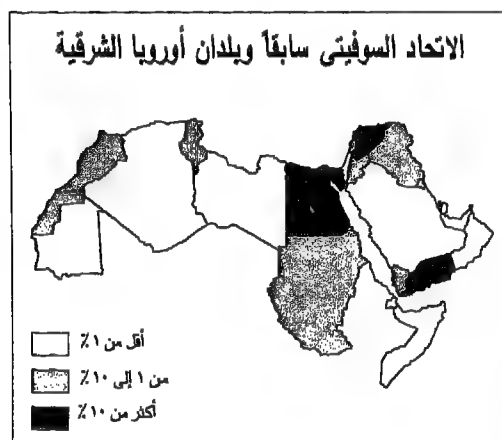 الاتحاد السوفيتى سابقاً وبلدان أوروبا الشرقية
أقل من ١٪
من ١ إلى ١٠٪
أكثر من ١٠٪